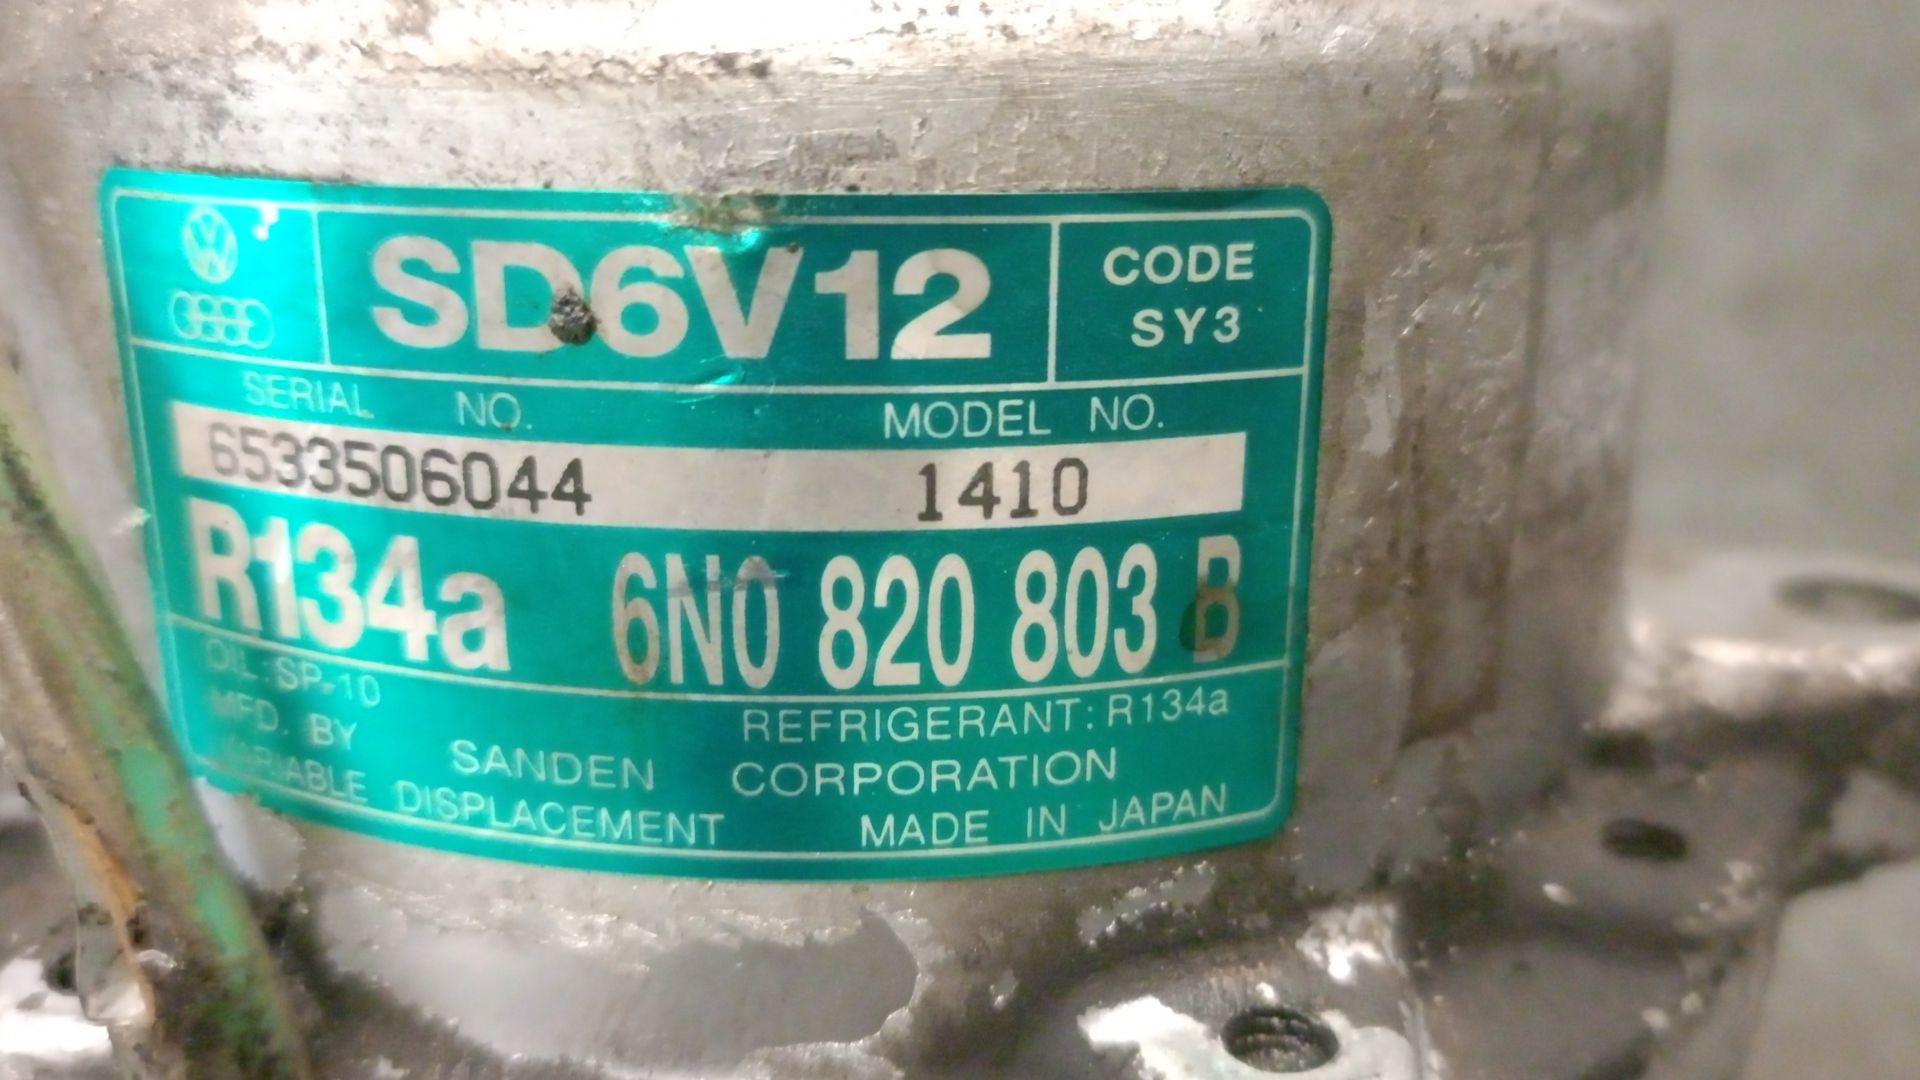 SD6V12
CODE
SY3
SERIAL NO.
MODEL NO.
6533506044
1410
R134a
6N0 820 803 B
OIL:SP-10
REFRIGERANT:R134a
MFD. BY SANDEN CORPORATION
VARIABLE DISPLACEMENT
MADE IN JAPAN